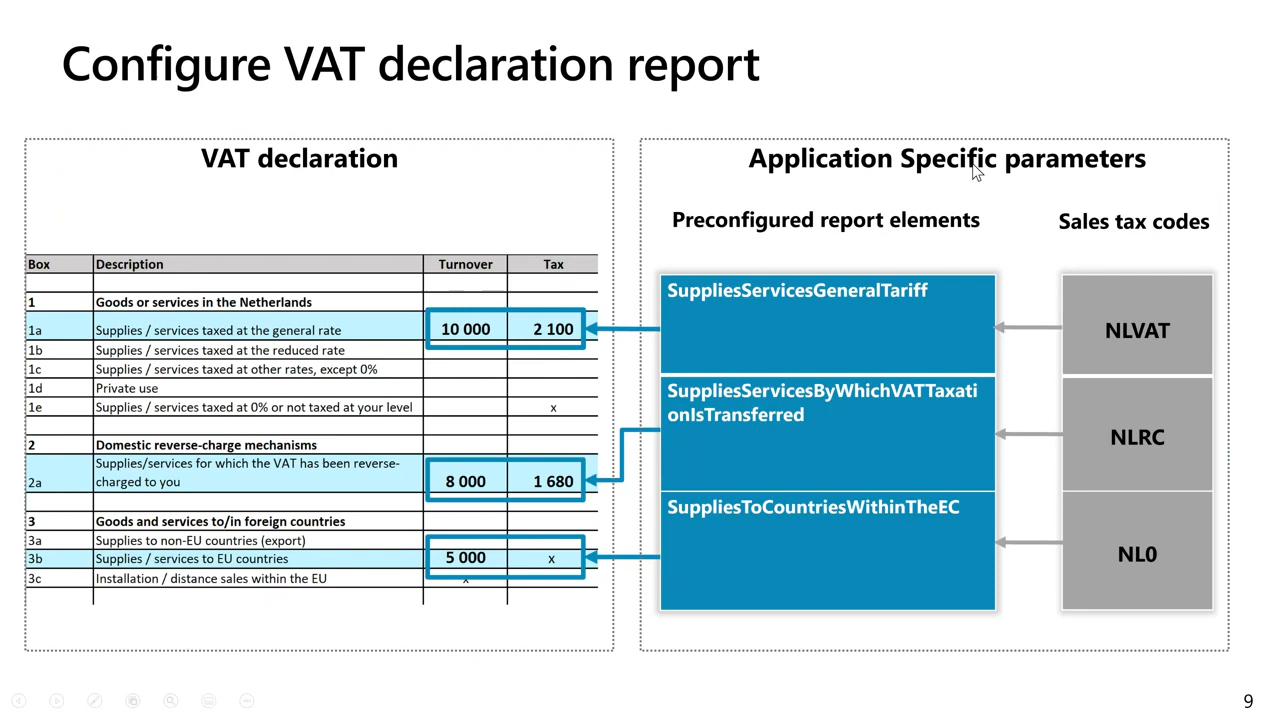 Configure VAT declaration report
VAT declaration
Box Description Turnover Tax
1 Goods or services in the Netherlands
1a Supplies / services taxed at the general rate 10 000 2 100
1b Supplies / services taxed at the reduced rate
1c Supplies / services taxed at other rates, except 0%
1d Private use
1e Supplies / services taxed at 0% or not taxed at your level x
2 Domestic reverse-charge mechanisms
Supplies/services for which the VAT has been reverse-
2a charged to you 8 000 1 680
3 Goods and services to/in foreign countries
3a Supplies to non-EU countries (export)
3b Supplies / services to EU countries 5 000 x
3c Installation / distance sales within the EU x
Application Specific parameters
Preconfigured report elements
Sales tax codes
SuppliesServicesGeneralTariff
NLVAT
SuppliesServicesByWhichVATTaxati
onIsTransferred
NLRC
SuppliesToCountriesWithinTheEC
NL0
9